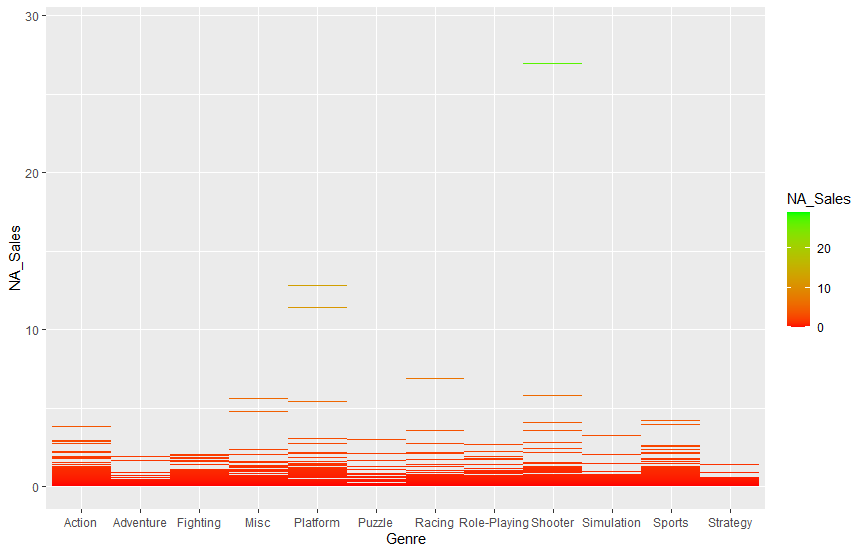 30
20
10
0
NA_Sales
Action Adventure Fighting Misc Platform Puzzle Racing Role-Playing Shooter Simulation Sports Strategy
Genre
NA_Sales
20
10
0